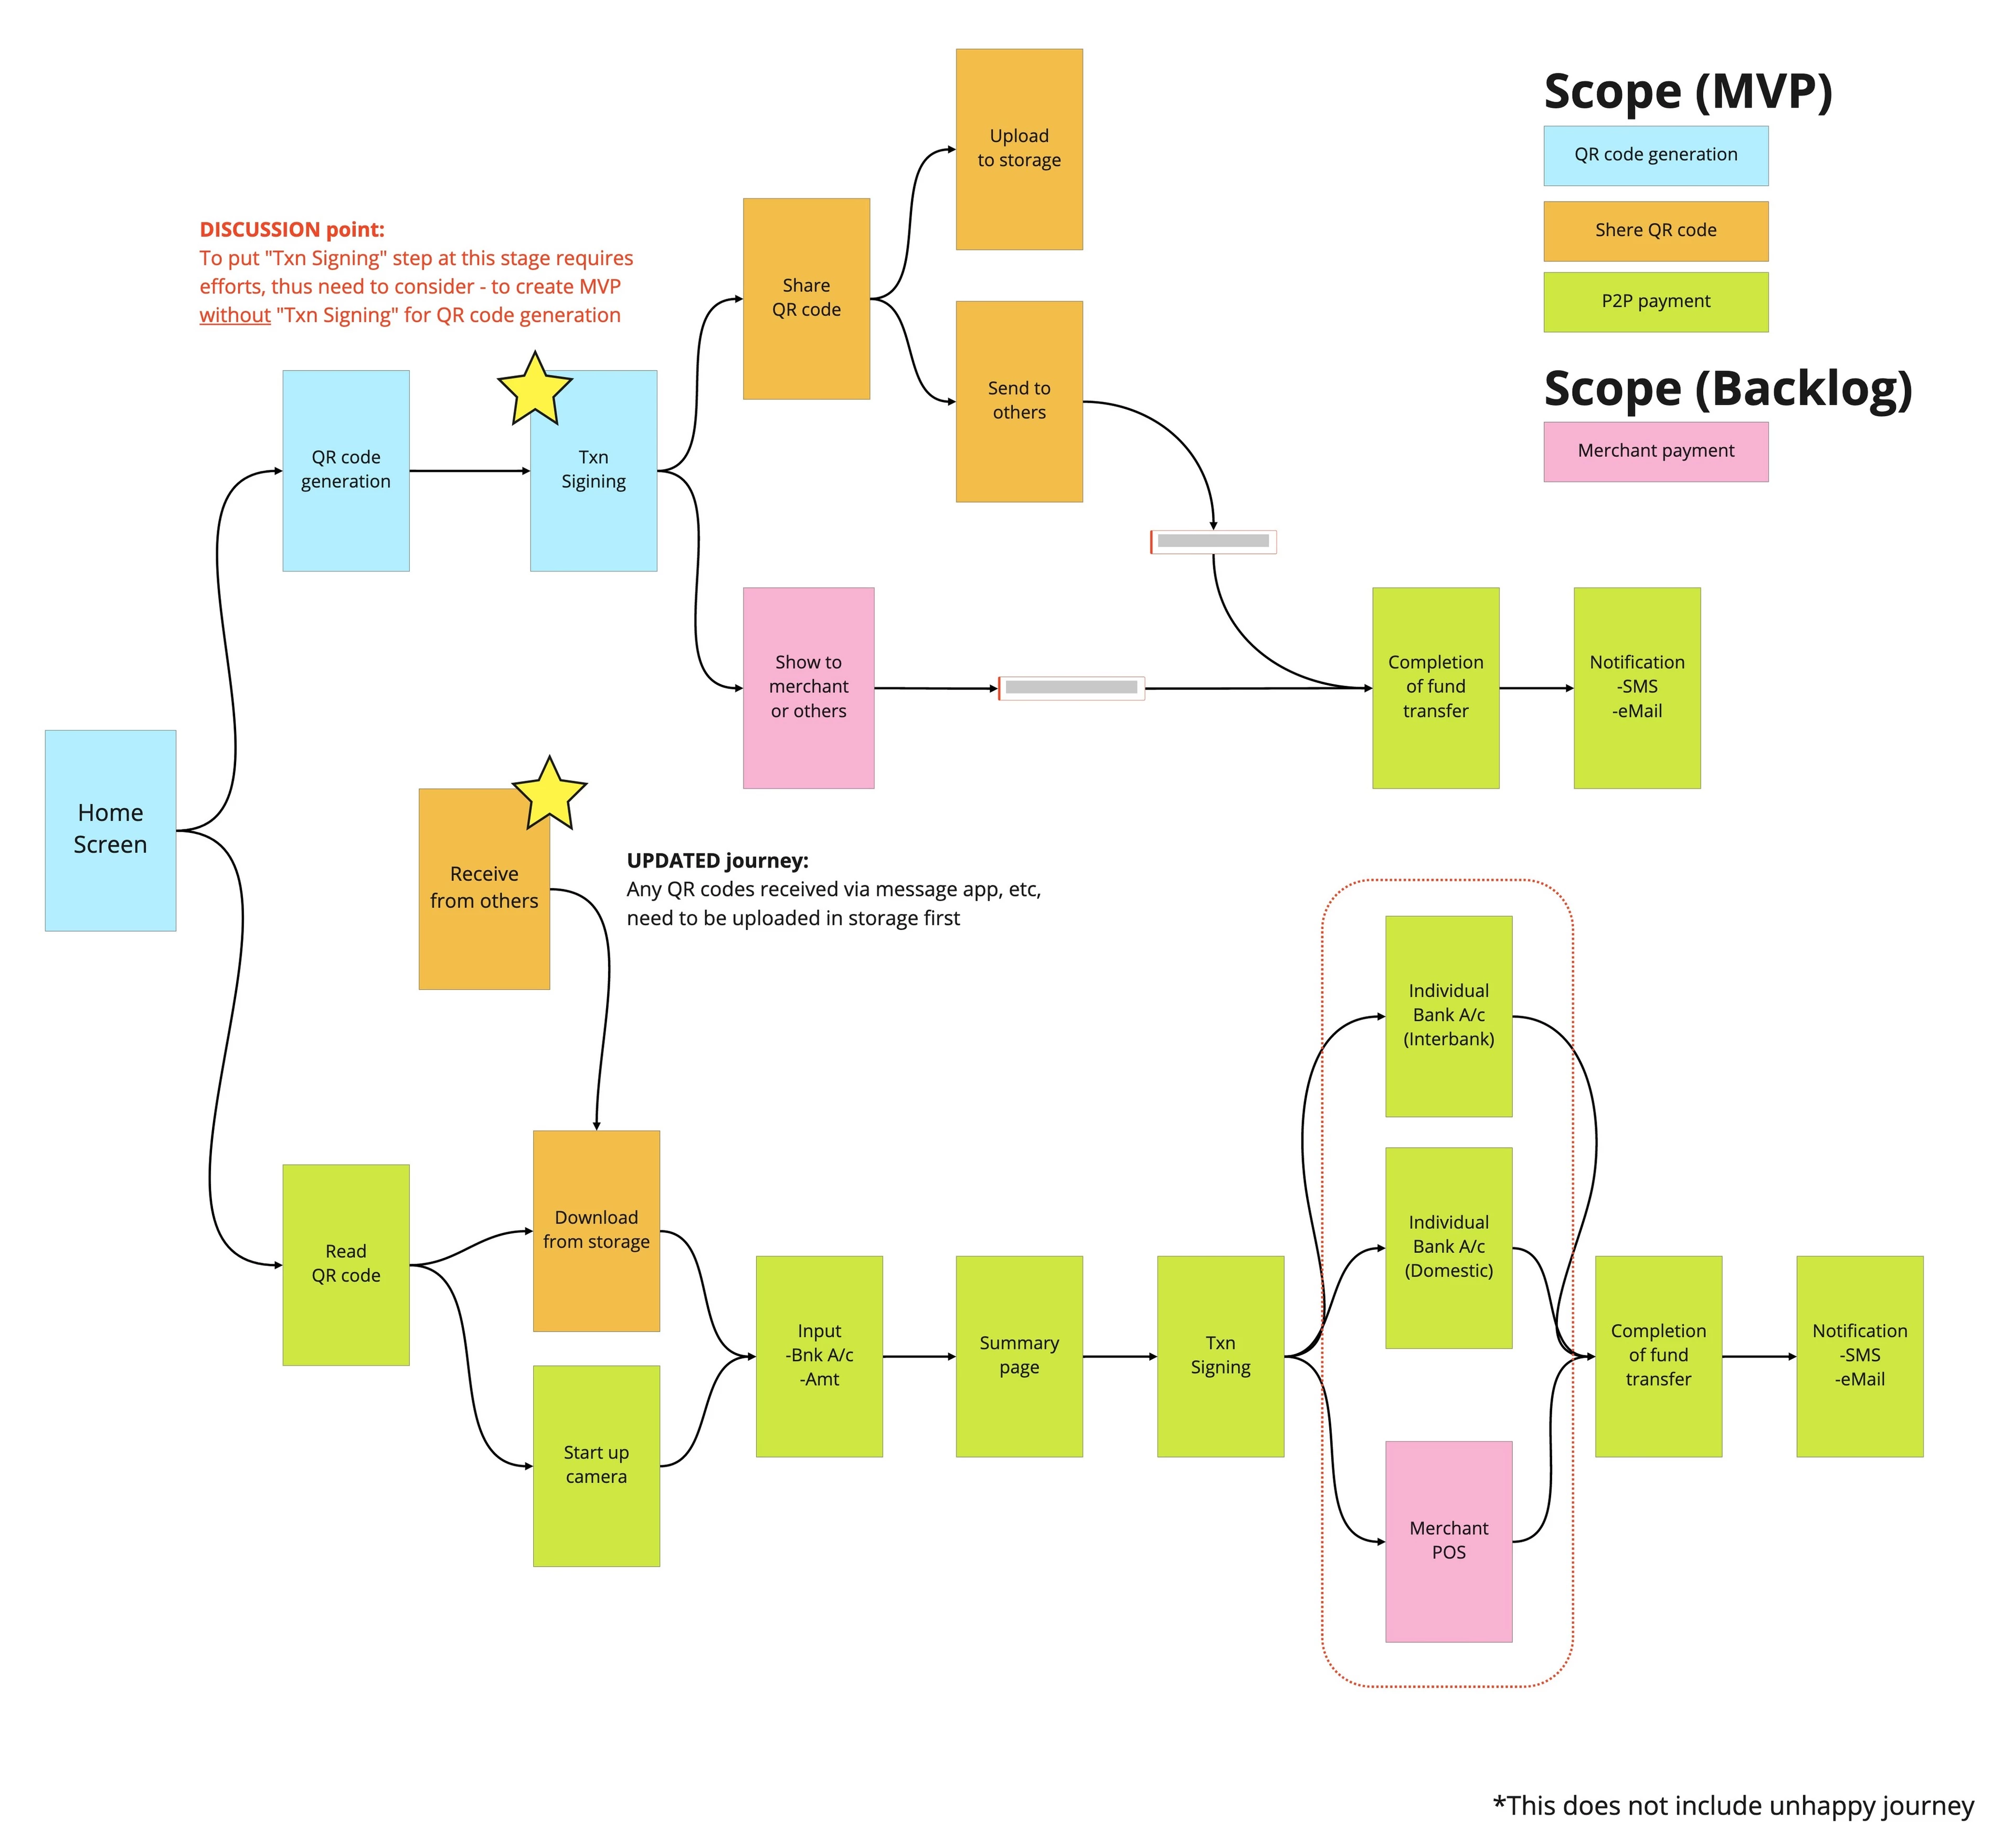 Scope (MVP)
QR code generation
Shere QR code
P2P payment
Scope (Backlog)
Merchant payment
Upload
to storage
DISCUSSION point:
To put "Txn Signing" step at this stage requires
efforts, thus need to consider - to create MVP
without "Txn Signing" for QR code generation
Share
QR code
Send to
others
QR code
generation
Txn
Sigining
Show to
merchant
or others
Completion
of fund
transfer
Notification
-SMS
-eMail
Home
Screen
Receive
from others
UPDATED journey:
Any QR codes received via message app, etc,
need to be uploaded in storage first
Individual
Bank A/c
(Interbank)
Read
QR code
Download
from storage
Start up
camera
Input
-Bnk A/c
-Amt
Summary
page
Txn
Signing
Individual
Bank A/c
(Domestic)
Merchant
POS
Completion
of fund
transfer
Notification
-SMS
-eMail
*This does not include unhappy journey